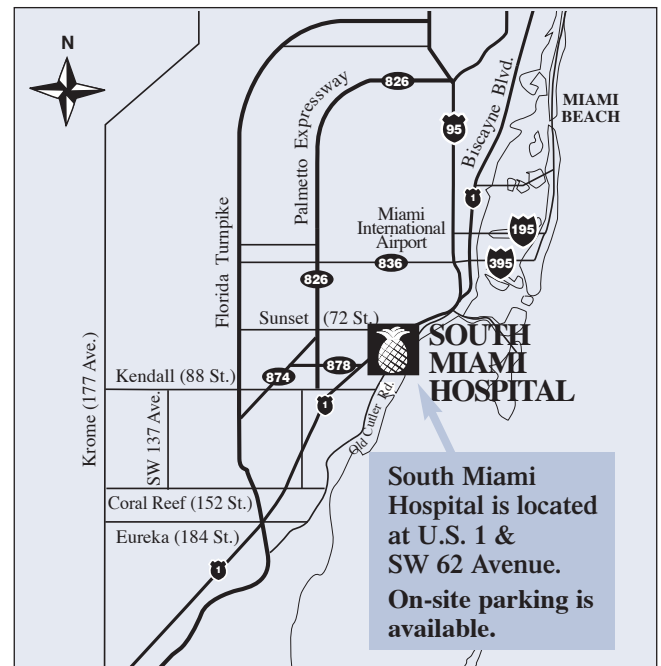 N
826
Palmetto Expressway
95
Biscayne Blvd.
MIAMI
BEACH
1
Florida Turnpike
Miami
International
Airport
195
836
395
826
Sunset (72 St.)
SOUTH
MIAMI
HOSPITAL
878
874
Kendall (88 St.)
Krome (177 Ave.)
SW 137 Ave.
1
Old Cutler Rd.
Coral Reef (152 St.)
Eureka (184 St.)
1
South Miami
Hospital is located
at U.S. 1 &
SW 62 Avenue.
On-site parking is
available.